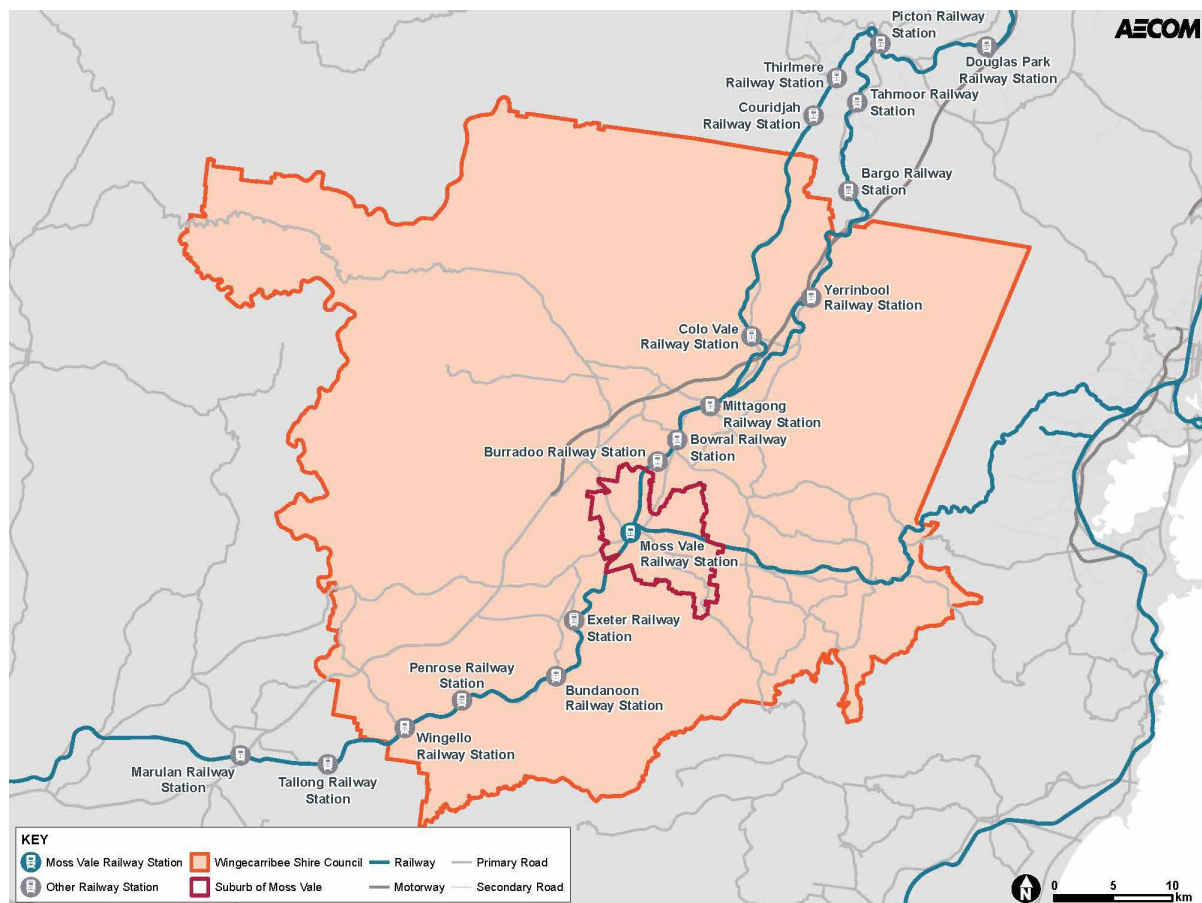 Picton Railway
Station
AECOM
Douglas Park
Railway Station
Thirlmere
Railway Station
Tahmoor Railway
Station
Couridjah
Railway Station
Bargo Railway
Station
Yerrinbool
Railway Station
Colo Vale
Railway Station
Mittagong
Railway Station
Bowral Railway
Station
Burradoo Railway Station
Moss Vale
Railway Station
Exeter Railway
Station
Penrose Railway
Station
Bundanoon
Railway Station
Wingello
Railway Station
Marulan Railway
Station
Tallong Railway
Station
KEY
Moss Vale Railway Station
Wingecarribee Shire Council
Railway
Primary Road
Other Railway Station
Suburb of Moss Vale
Motorway
Secondary Road
N
0 5 10
km